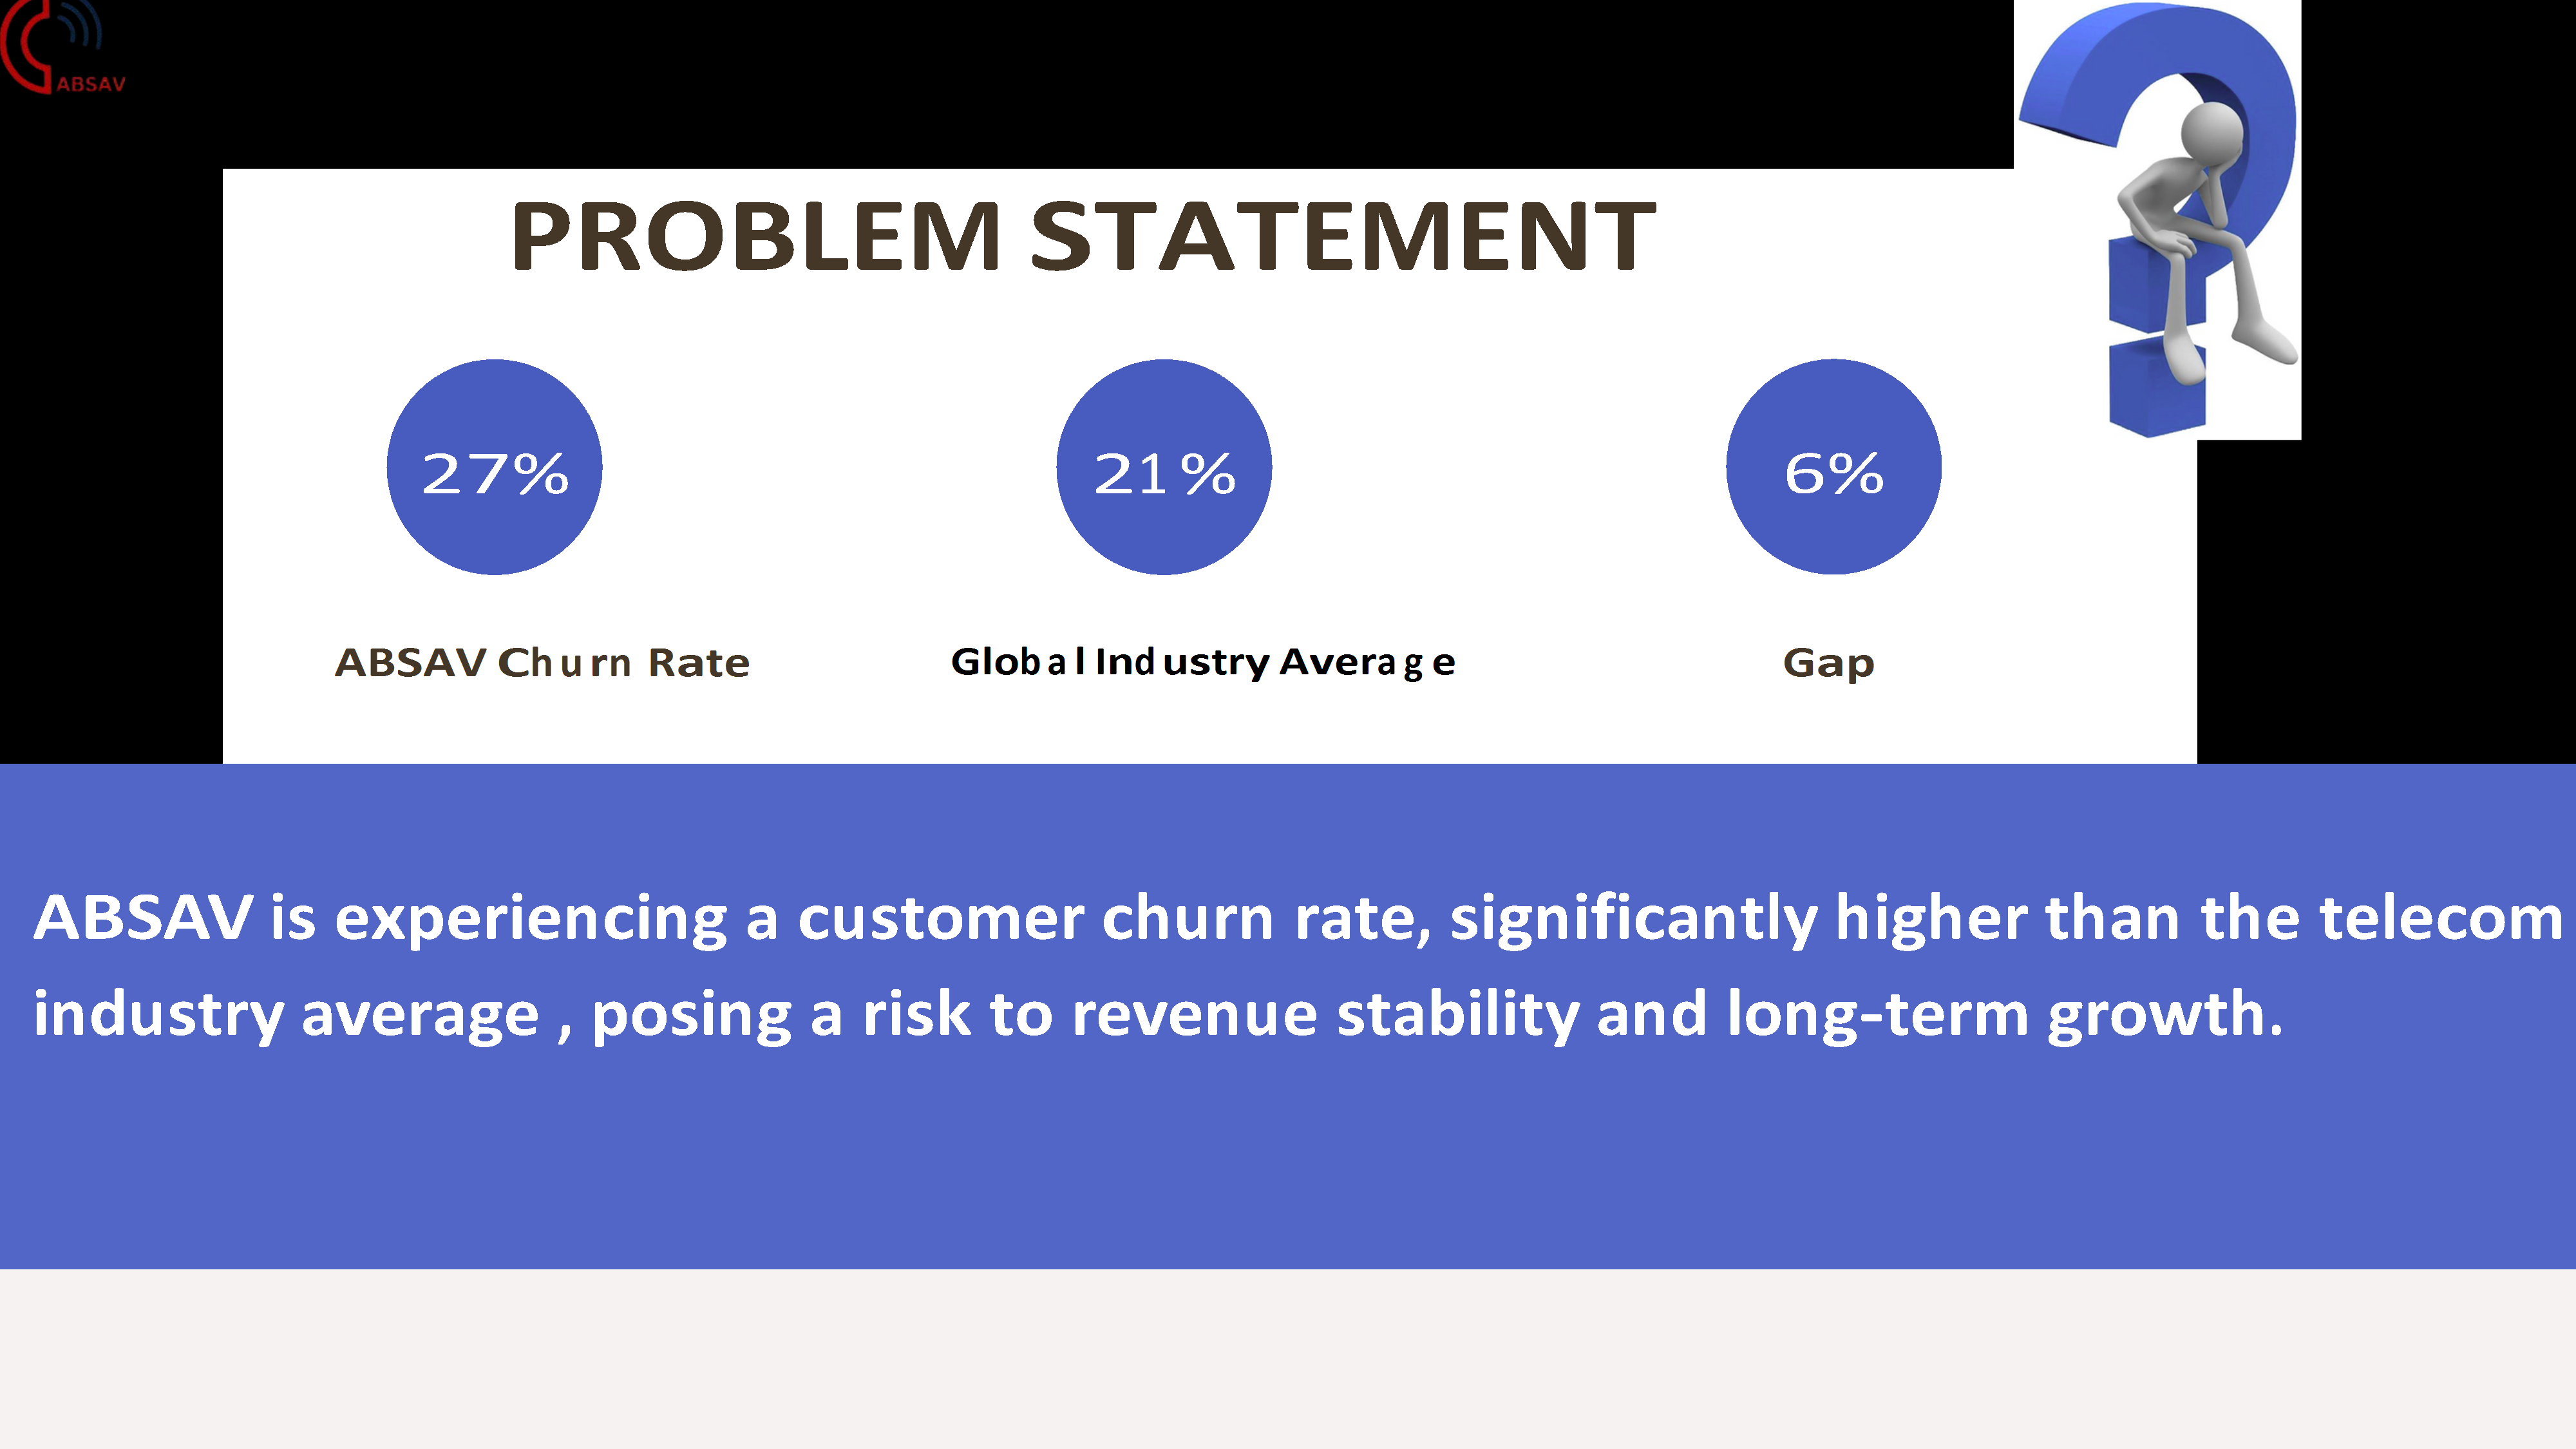 ABSAV
PROBLEM STATEMENT
27%
21%
6%
ABSAV Churn Rate
Global Industry Average
Gap
ABSAV is experiencing a customer churn rate, significantly higher than the telecom
industry average , posing a risk to revenue stability and long-term growth.